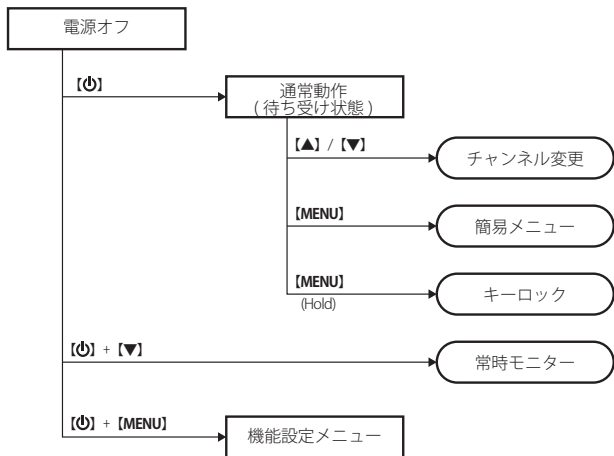 電源オフ
【⏻】
通常動作
( 待ち受け状態 )
【▲】 / 【▼】
チャンネル変更
【MENU】
簡易メニュー
【MENU】
(Hold)
キーロック
【⏻】 + 【▼】
常時モニター
【⏻】 + 【MENU】
機能設定メニュー